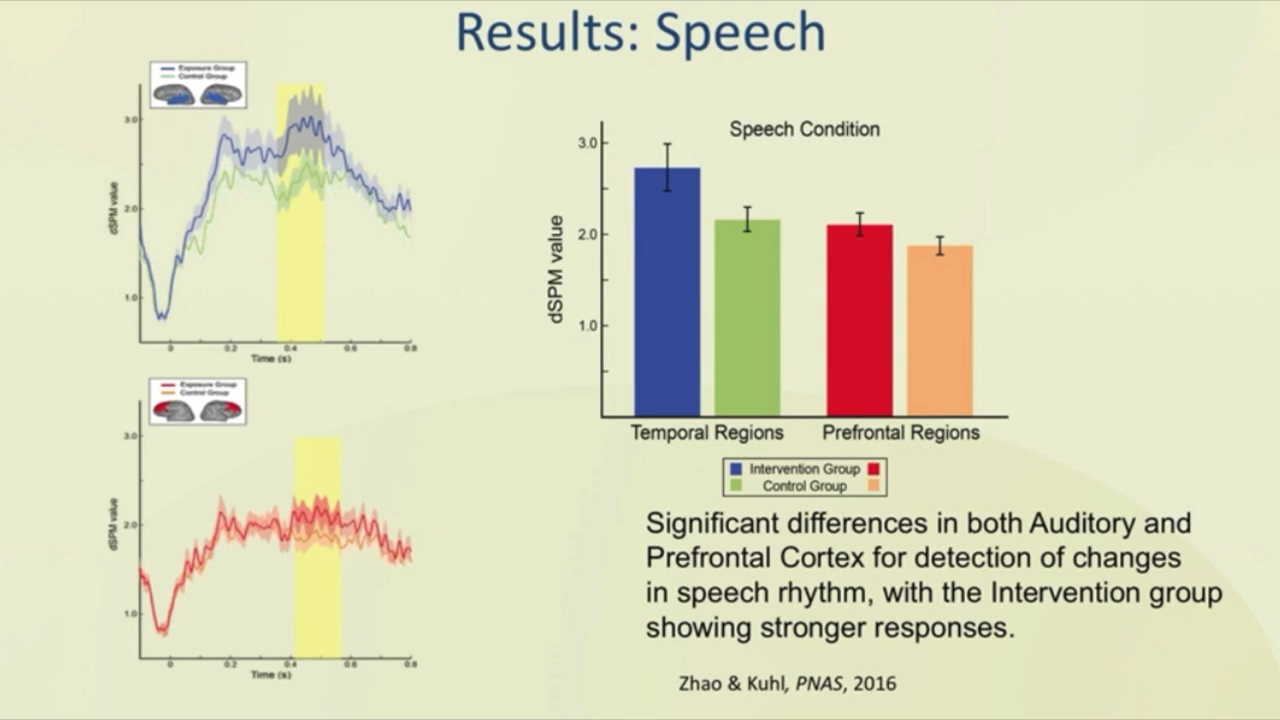 Results: Speech
Exposure Group
Control Group
3.0
2.0
1.0
dSPM value
0
0.2
0.4
0.6
0.8
Time (s)
Exposure Group
Control Group
3.0
2.0
1.0
dSPM value
0
0.2
0.4
0.6
0.8
Time (s)
Speech Condition
3.0
2.0
1.0
dSPM value
Temporal Regions
Prefrontal Regions
Intervention Group
Control Group
Significant differences in both Auditory and
Prefrontal Cortex for detection of changes
in speech rhythm, with the Intervention group
showing stronger responses.
Zhao & Kuhl, PNAS, 2016